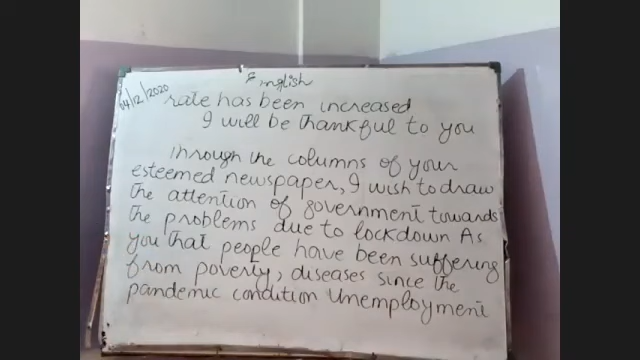 English
04/12/2020
rate has been increased
I will be thankful to you
Through the columns of your
esteemed newspaper, I wish to draw
the attention of government towards
the problems due to lockdown As
you that people have been suffering
from poverty, diseases since the
pandemic condition Unemployment